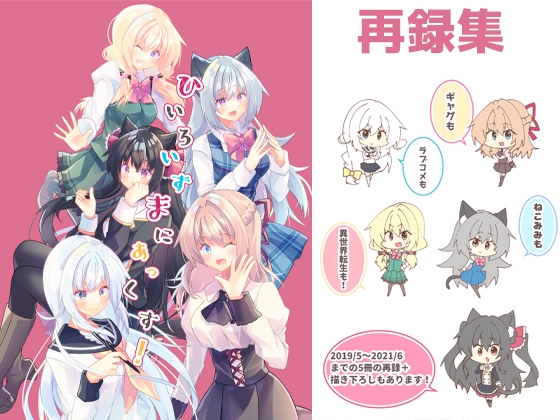 ひいろいず
まにあっくす!
再録集
ギャグも
ラブコメも
異世界転生も!
ねこみみも
2019/5~2021/6
までの5冊の再録+
描き下ろしもあります!